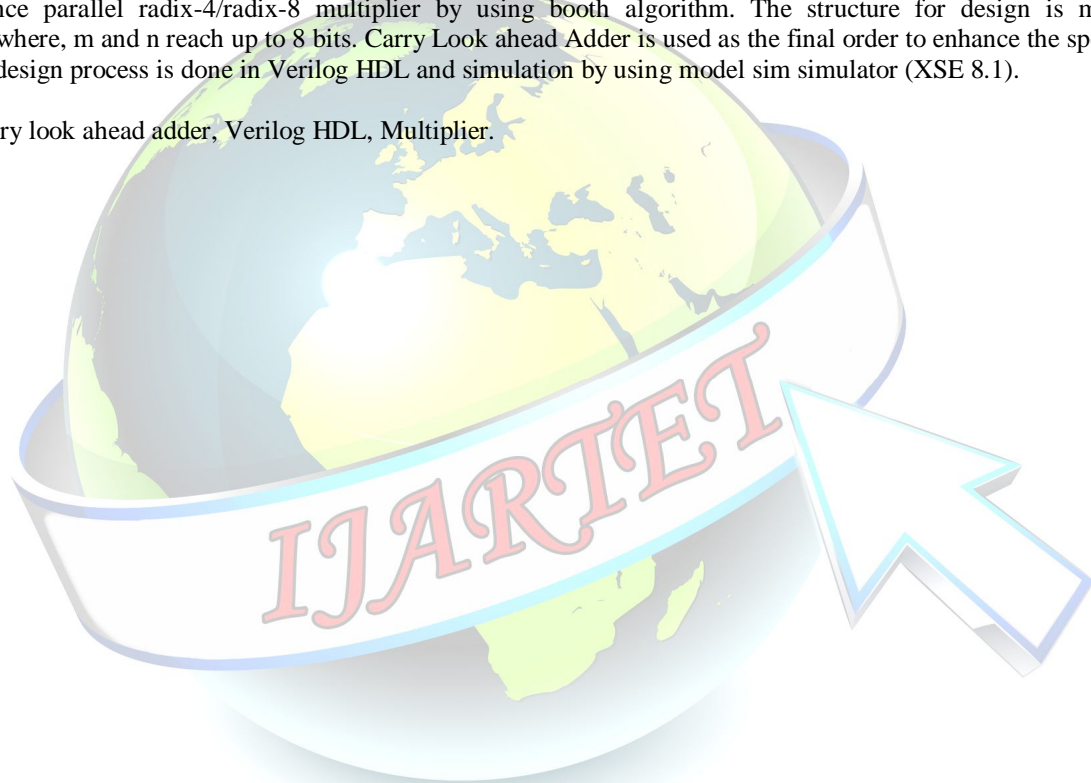 parallel radix-4/radix-8 multiplier by using booth algorithm. The structure for design is
where, m and n reach up to 8 bits. Carry Look ahead Adder is used as the final order to enhance the
design process is done in Verilog HDL and simulation by using model sim simulator (XSE 8.1).
look ahead adder, Verilog HDL, Multiplier.
IJARTET